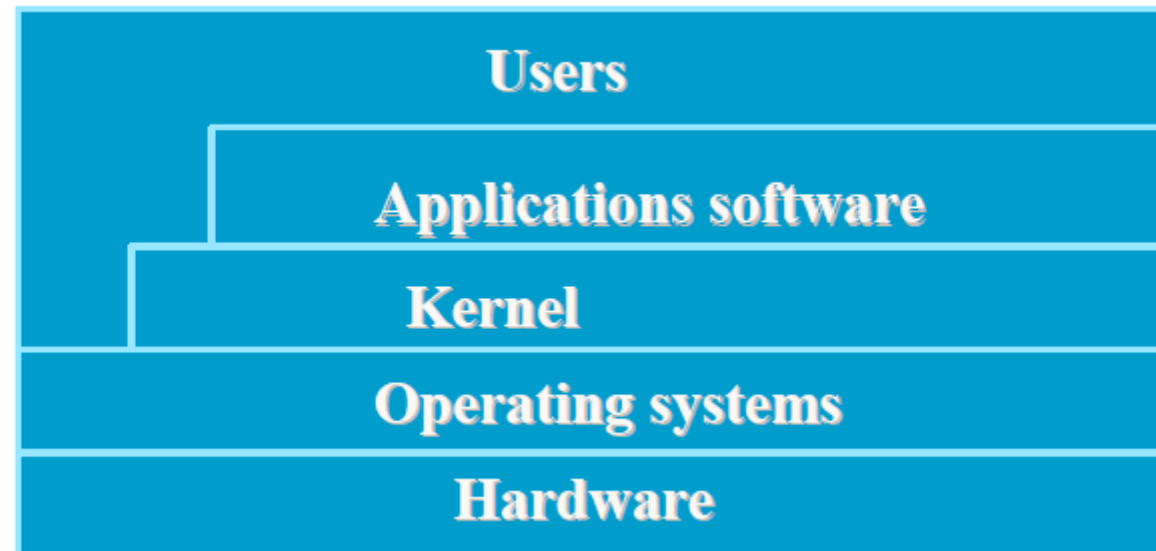 Users
Applications software
Kernel
Operating systems
Hardware